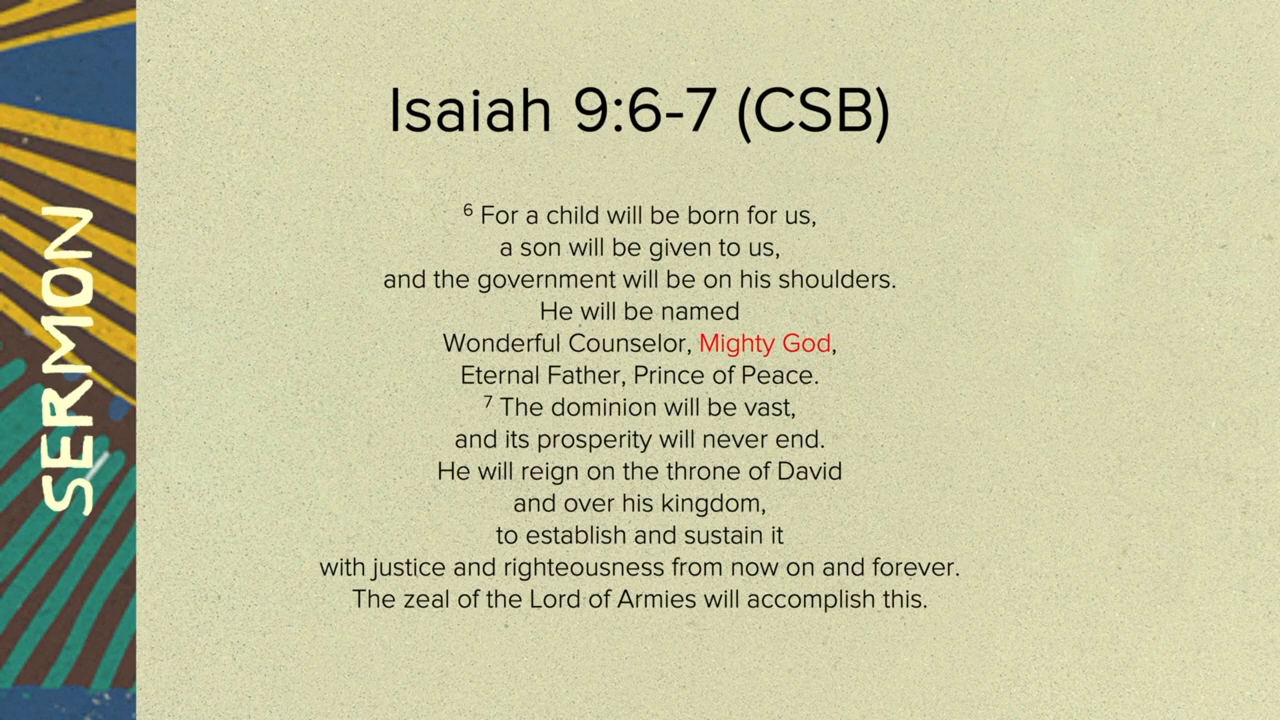 SERMON
Isaiah 9:6-7 (CSB)
⁶ For a child will be born for us,
a son will be given to us,
and the government will be on his shoulders.
He will be named
Wonderful Counselor, Mighty God,
Eternal Father, Prince of Peace.
⁷ The dominion will be vast,
and its prosperity will never end.
He will reign on the throne of David
and over his kingdom,
to establish and sustain it
with justice and righteousness from now on and forever.
The zeal of the Lord of Armies will accomplish this.